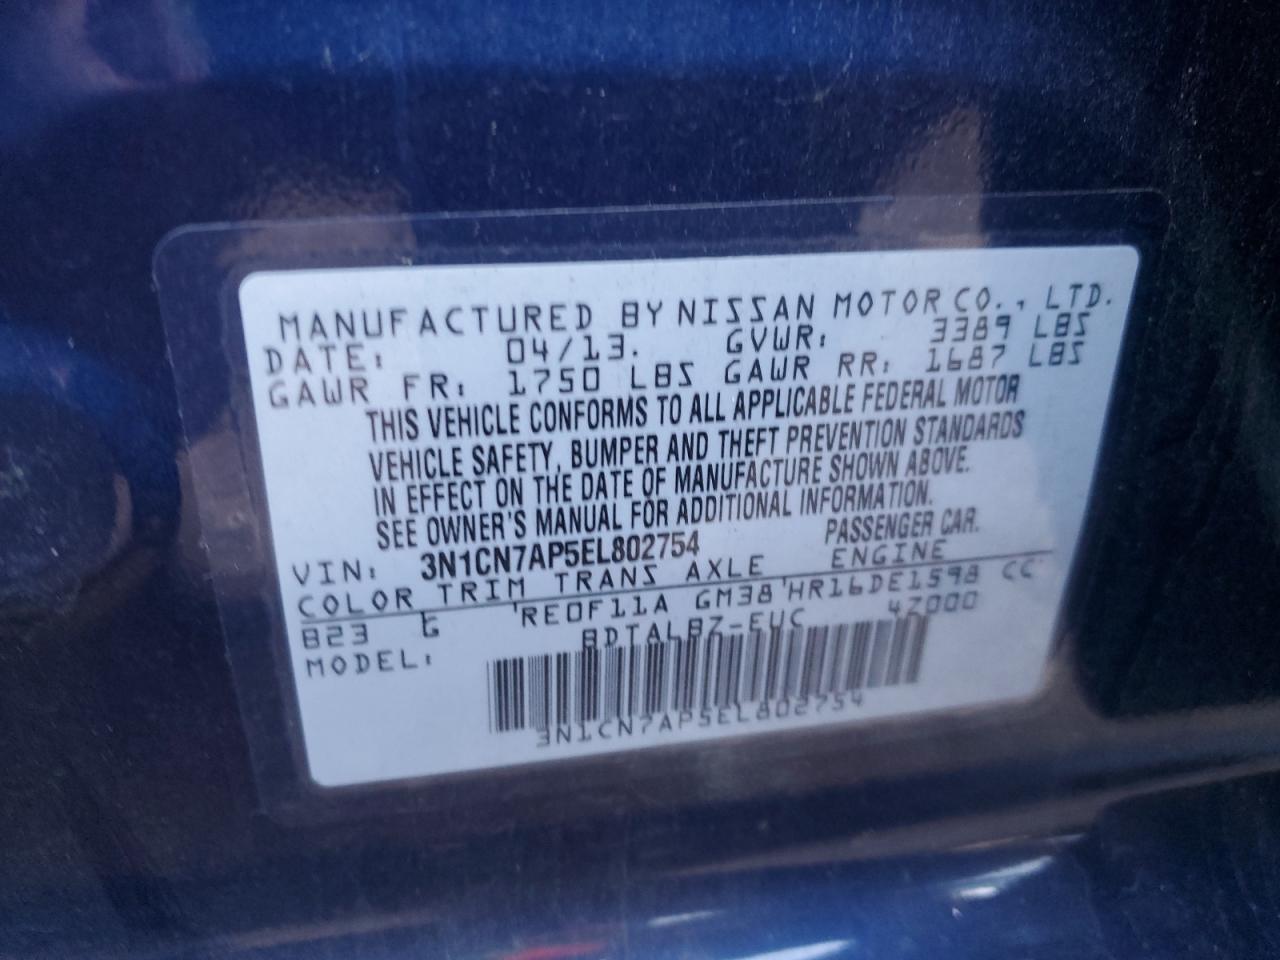 MANUFACTURED BY NISSAN MOTOR CO., LTD.
DATE: 04/13. GVWR: 3389 LBS
GAWR FR: 1750 LBS GAWR RR: 1687 LBS
THIS VEHICLE CONFORMS TO ALL APPLICABLE FEDERAL MOTOR
VEHICLE SAFETY, BUMPER AND THEFT PREVENTION STANDARDS
IN EFFECT ON THE DATE OF MANUFACTURE SHOWN ABOVE.
SEE OWNER'S MANUAL FOR ADDITIONAL INFORMATION.
VIN: 3N1CN7AP5EL802754 PASSENGER CAR.
COLOR TRIM TRANS AXLE ENGINE
B23 G 'RE0F11A GM38'HR16DE1598 CC
MODEL: BDTALBZ-EUC 4Z000
3N1CN7AP5EL802754